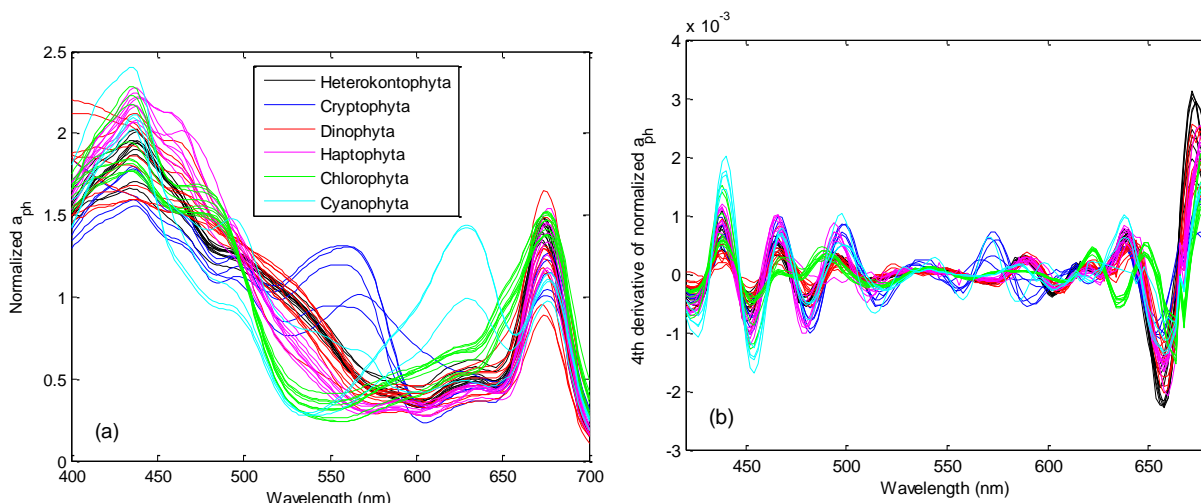 Normalized a_ph
2.5
2
1.5
1
0.5
0
Heterokontophyta
Cryptophyta
Dinophyta
Haptophyta
Chlorophyta
Cyanophyta
(a)
400 450 500 550 600 650 700
Wavelength (nm)
x 10⁻³
4th derivative of normalized a_ph
4
3
2
1
0
-1
-2
-3
(b)
450 500 550 600 650
Wavelength (nm)